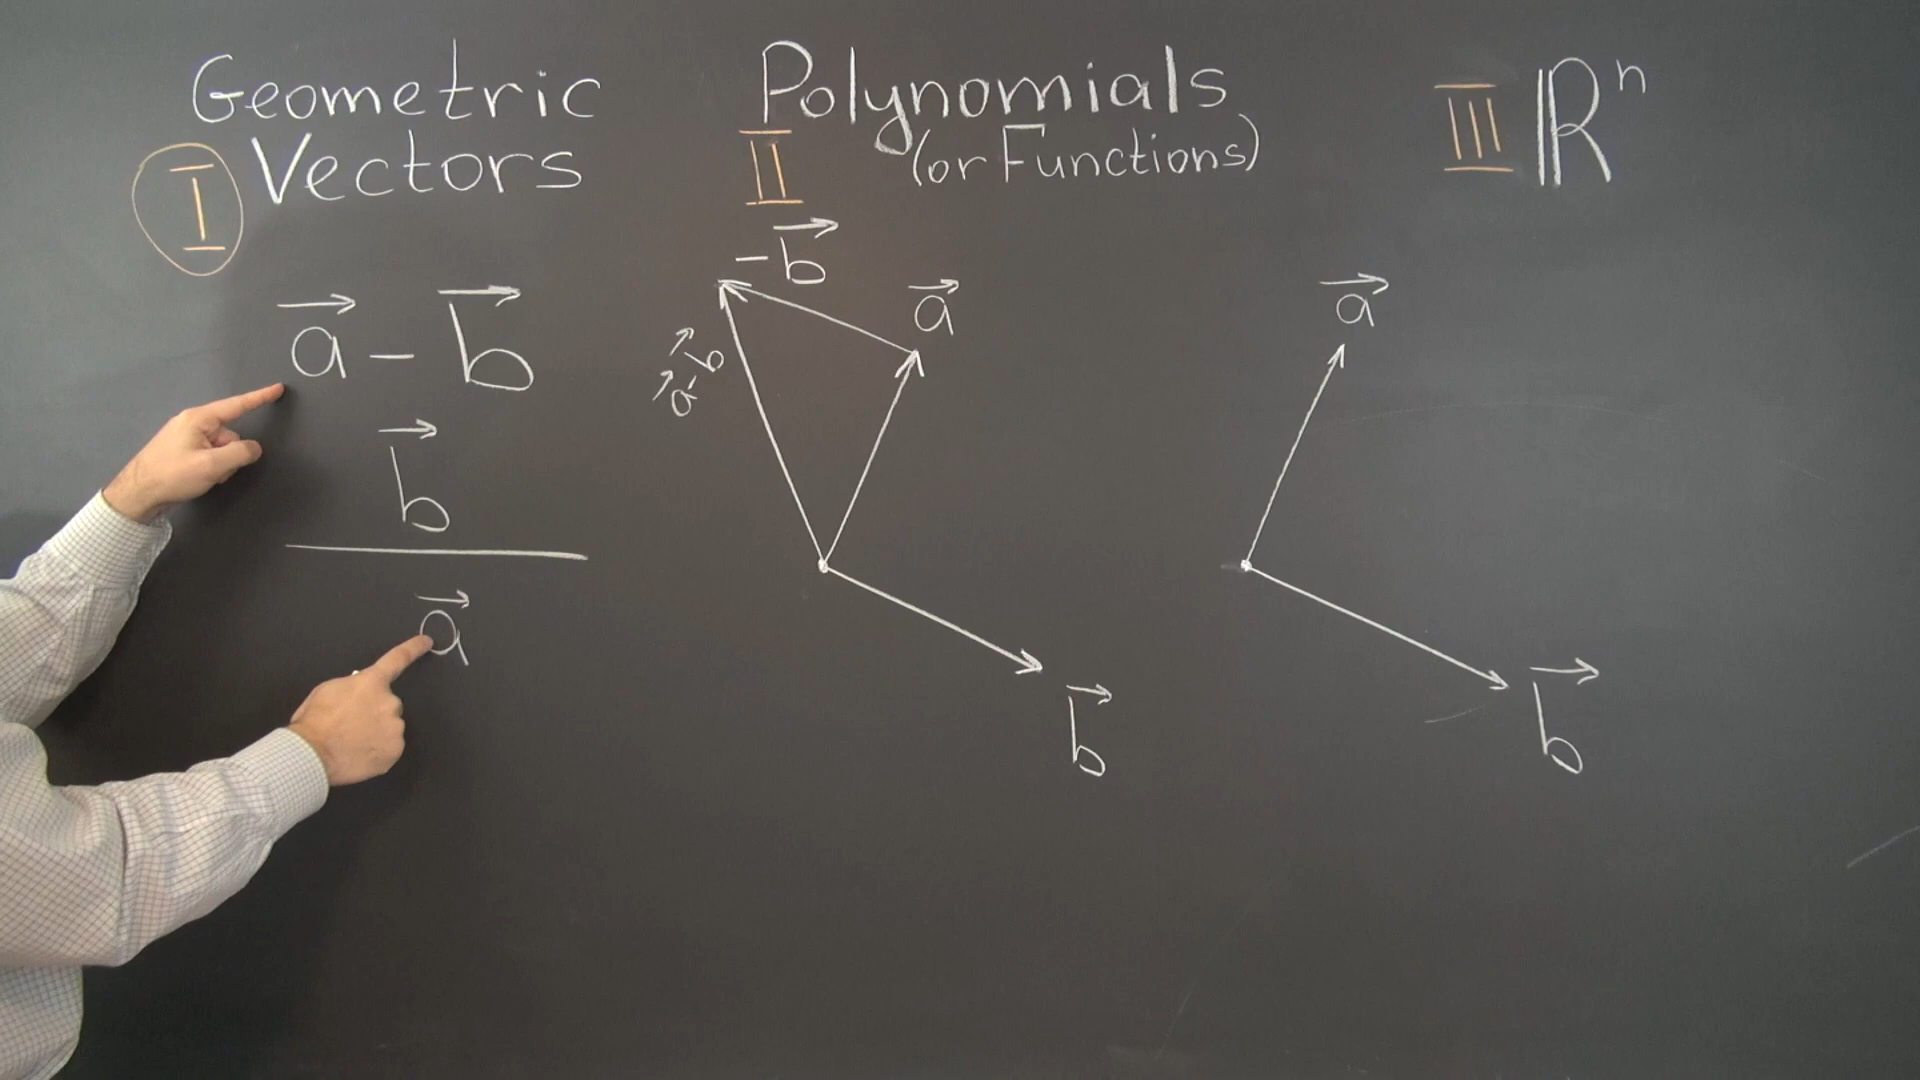 Geometric
I Vectors
Polynomials
II (or Functions)
III ℝⁿ
a⃗ − b⃗
b⃗
a⃗
−b⃗
a⃗
a⃗ − b⃗
b⃗
a⃗
b⃗